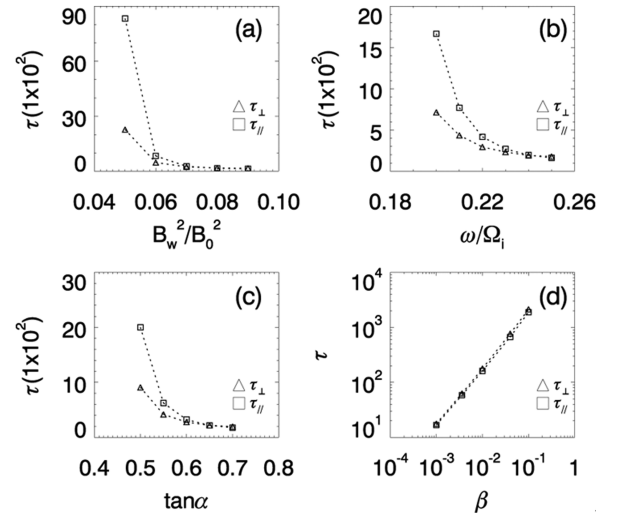 (a)
τ(1x10²)
90
60
30
0
0.04 0.06 0.08 0.10
B_w²/B_0²
△ τ⊥
□ τ//
(b)
τ(1x10²)
20
15
10
5
0
0.18 0.22 0.26
ω/Ω_i
△ τ⊥
□ τ//
(c)
τ(1x10²)
30
20
10
0
0.4 0.5 0.6 0.7 0.8
tanα
△ τ⊥
□ τ//
(d)
τ
10⁴
10³
10²
10¹
10⁻⁴ 10⁻³ 10⁻² 10⁻¹ 1
β
△ τ⊥
□ τ//